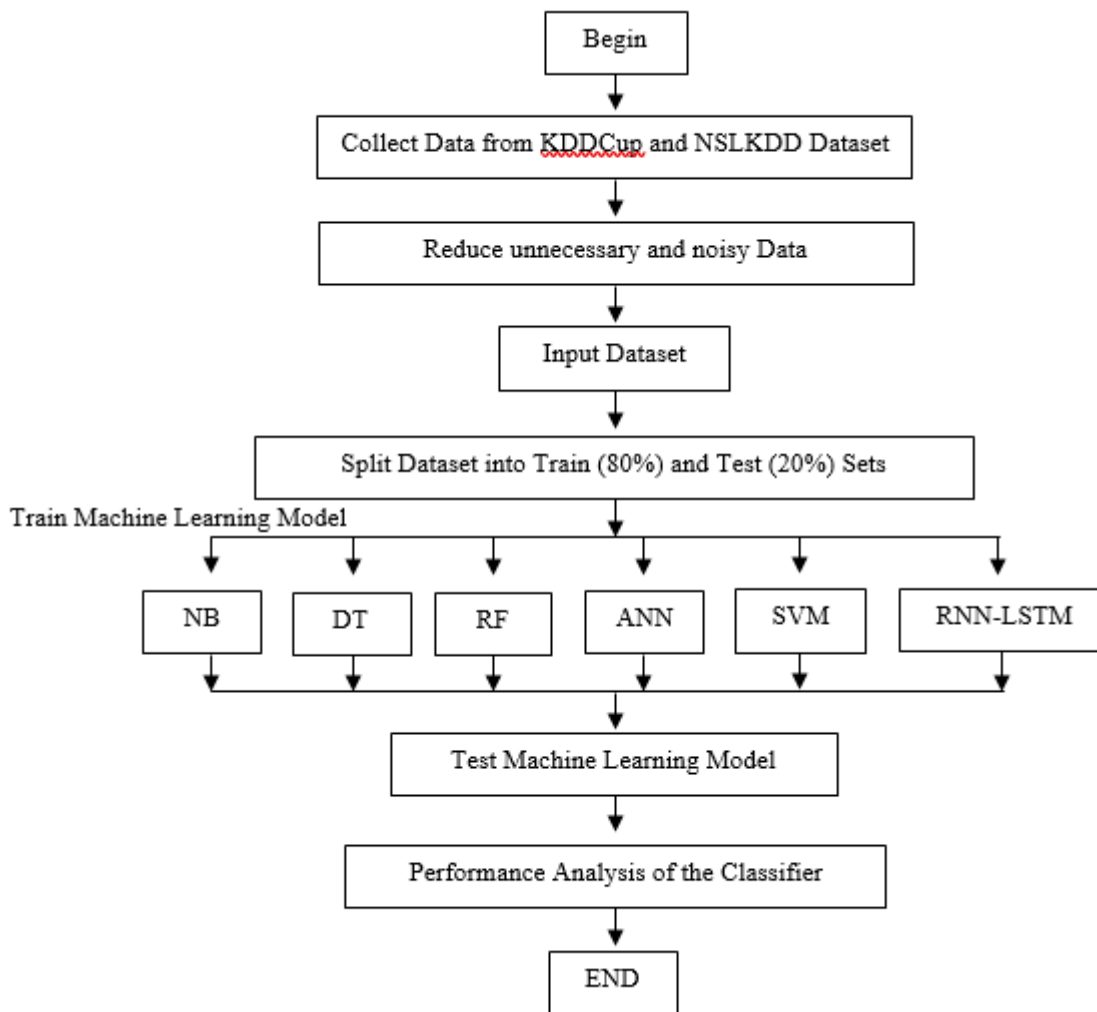 Begin
Collect Data from KDDCup and NSLKDD Dataset
Reduce unnecessary and noisy Data
Input Dataset
Split Dataset into Train (80%) and Test (20%) Sets
Train Machine Learning Model
NB
DT
RF
ANN
SVM
RNN-LSTM
Test Machine Learning Model
Performance Analysis of the Classifier
END